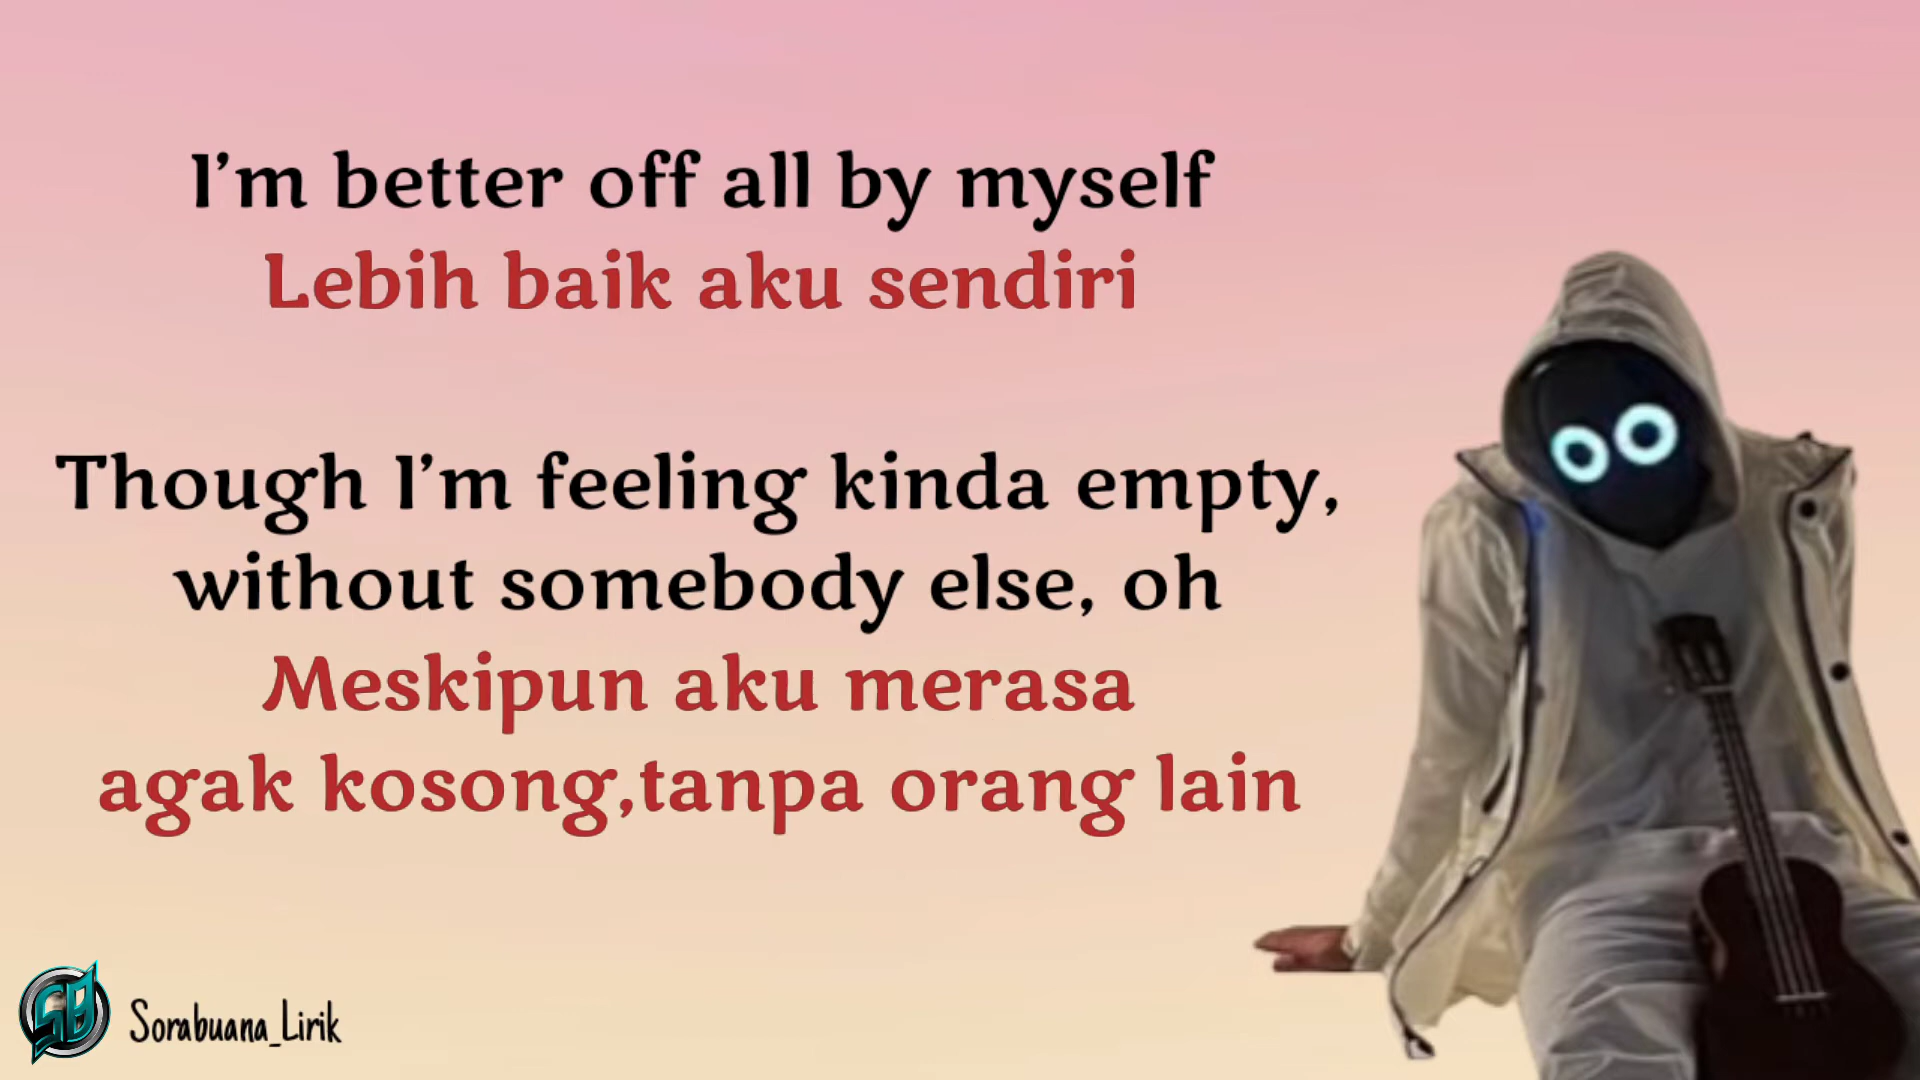 I'm better off all by myself
Lebih baik aku sendiri
Though I'm feeling kinda empty,
without somebody else, oh
Meskipun aku merasa
agak kosong,tanpa orang lain
SB
Sorabuana_Lirik